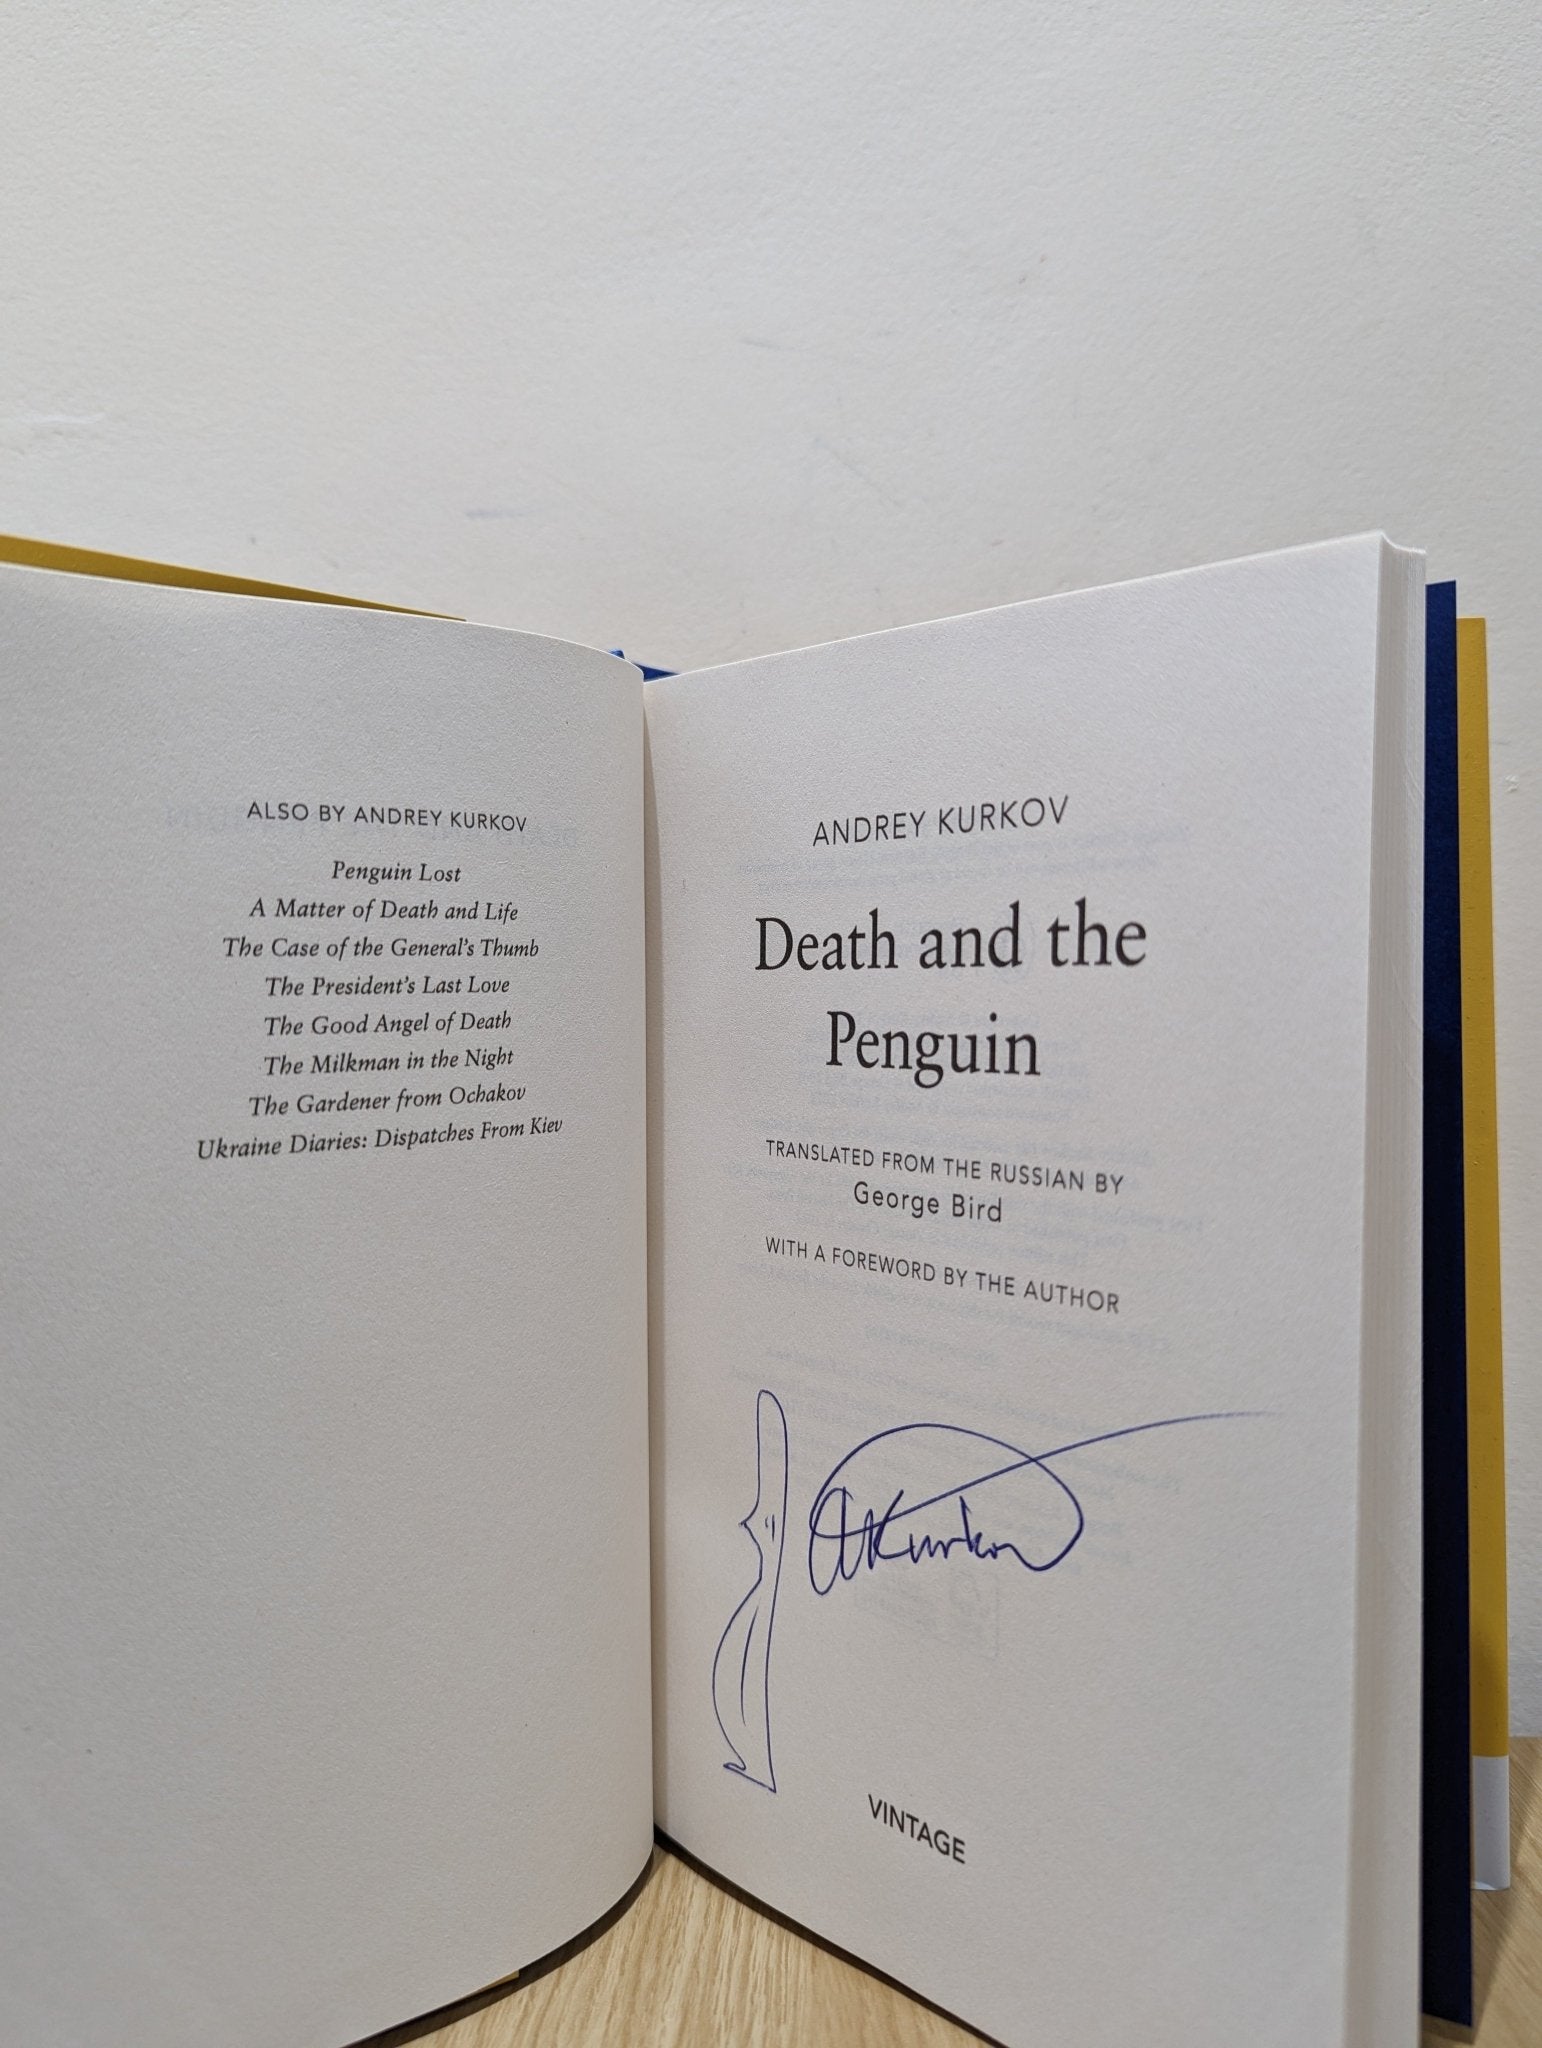 ALSO BY ANDREY KURKOV
Penguin Lost
A Matter of Death and Life
The Case of the General's Thumb
The President's Last Love
The Good Angel of Death
The Milkman in the Night
The Gardener from Ochakov
Ukraine Diaries: Dispatches From Kiev
ANDREY KURKOV
Death and the
Penguin
TRANSLATED FROM THE RUSSIAN BY
George Bird
WITH A FOREWORD BY THE AUTHOR
AKurkov
VINTAGE